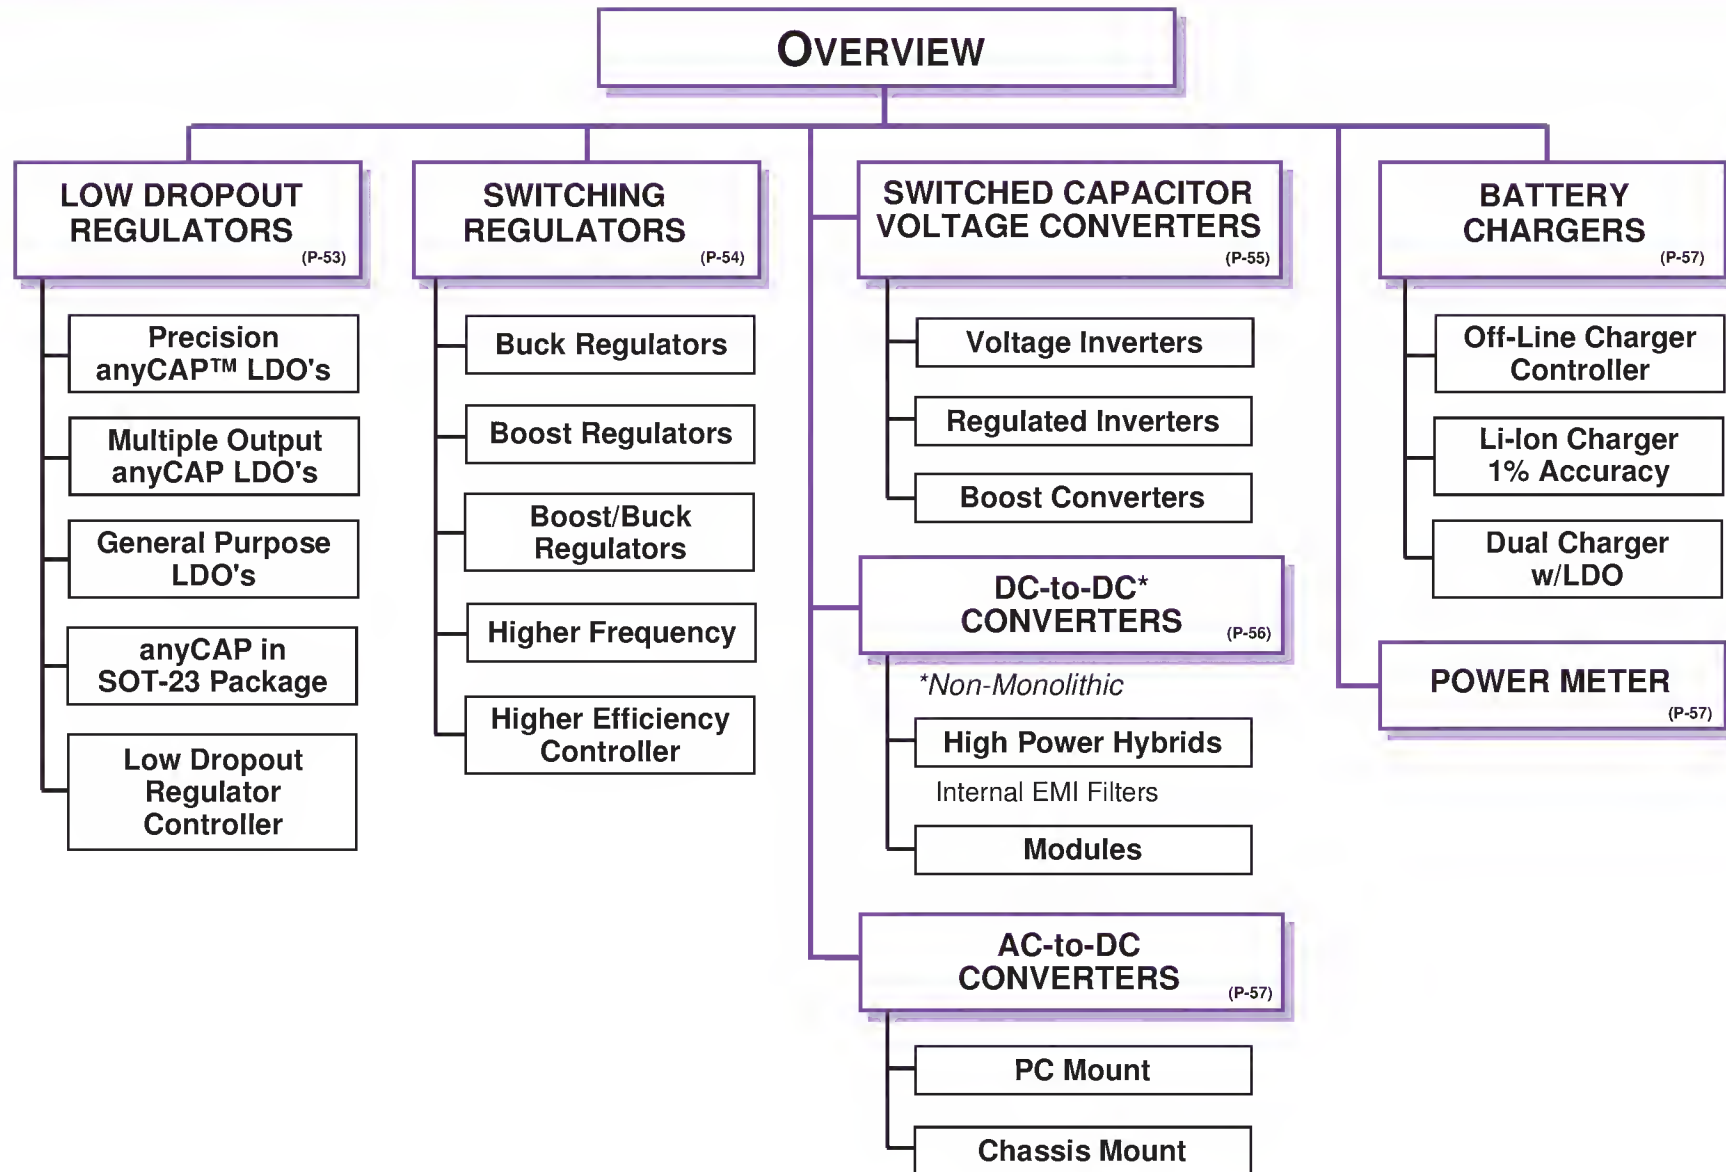 OVERVIEW
LOW DROPOUT
REGULATORS
(P-53)
Precision
anyCAP™ LDO's
Multiple Output
anyCAP LDO's
General Purpose
LDO's
anyCAP in
SOT-23 Package
Low Dropout
Regulator
Controller
SWITCHING
REGULATORS
(P-54)
Buck Regulators
Boost Regulators
Boost/Buck
Regulators
Higher Frequency
Higher Efficiency
Controller
SWITCHED CAPACITOR
VOLTAGE CONVERTERS
(P-55)
Voltage Inverters
Regulated Inverters
Boost Converters
DC-to-DC*
CONVERTERS
(P-56)
*Non-Monolithic
High Power Hybrids
Internal EMI Filters
Modules
AC-to-DC
CONVERTERS
(P-57)
PC Mount
Chassis Mount
BATTERY
CHARGERS
(P-57)
Off-Line Charger
Controller
Li-Ion Charger
1% Accuracy
Dual Charger
w/LDO
POWER METER
(P-57)